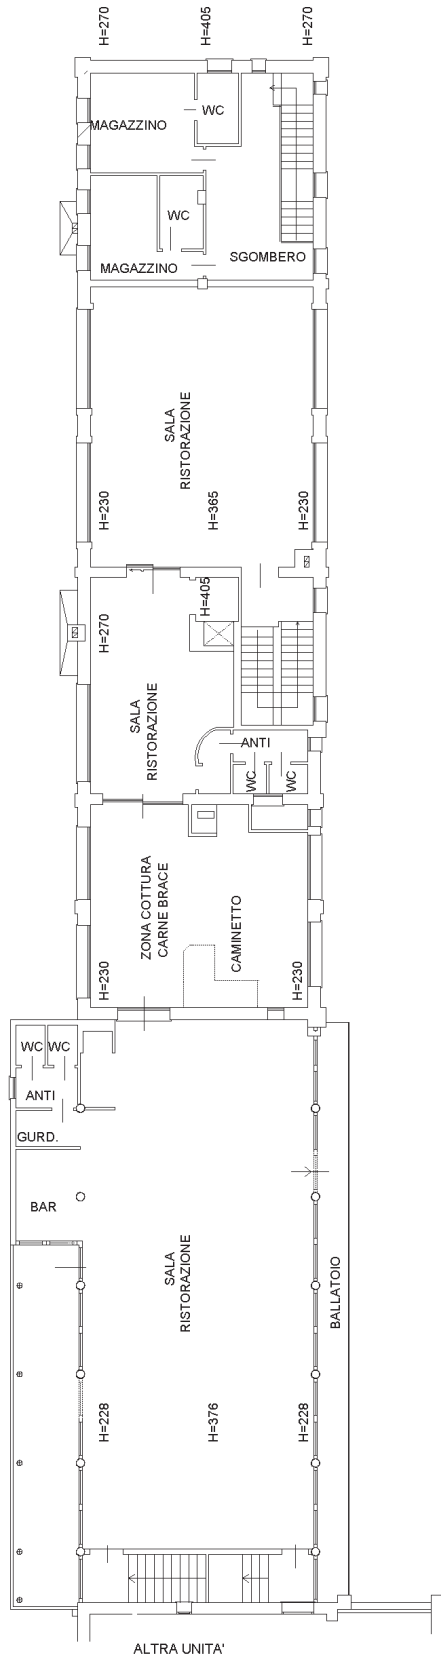 H=270
H=405
H=270
WC
MAGAZZINO
WC
SGOMBERO
MAGAZZINO
SALA
RISTORAZIONE
H=230
H=365
H=230
H=405
H=270
SALA
RISTORAZIONE
ANTI
WC
WC
ZONA COTTURA
CARNE BRACE
CAMINETTO
H=230
H=230
WC
WC
ANTI
GURD.
BAR
SALA
RISTORAZIONE
BALLATOIO
H=228
H=376
H=228
ALTRA UNITA'